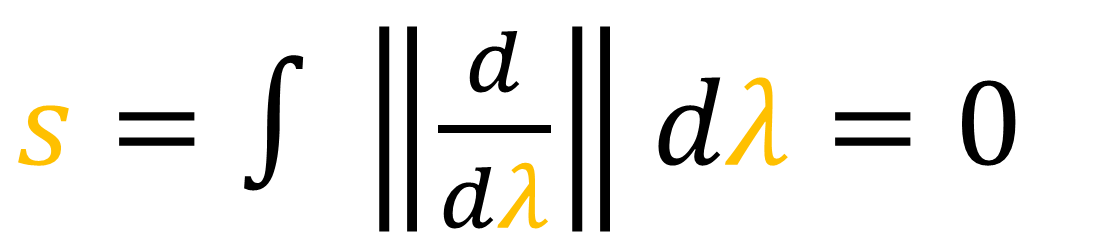 s = ∫ ‖d/dλ‖ dλ = 0